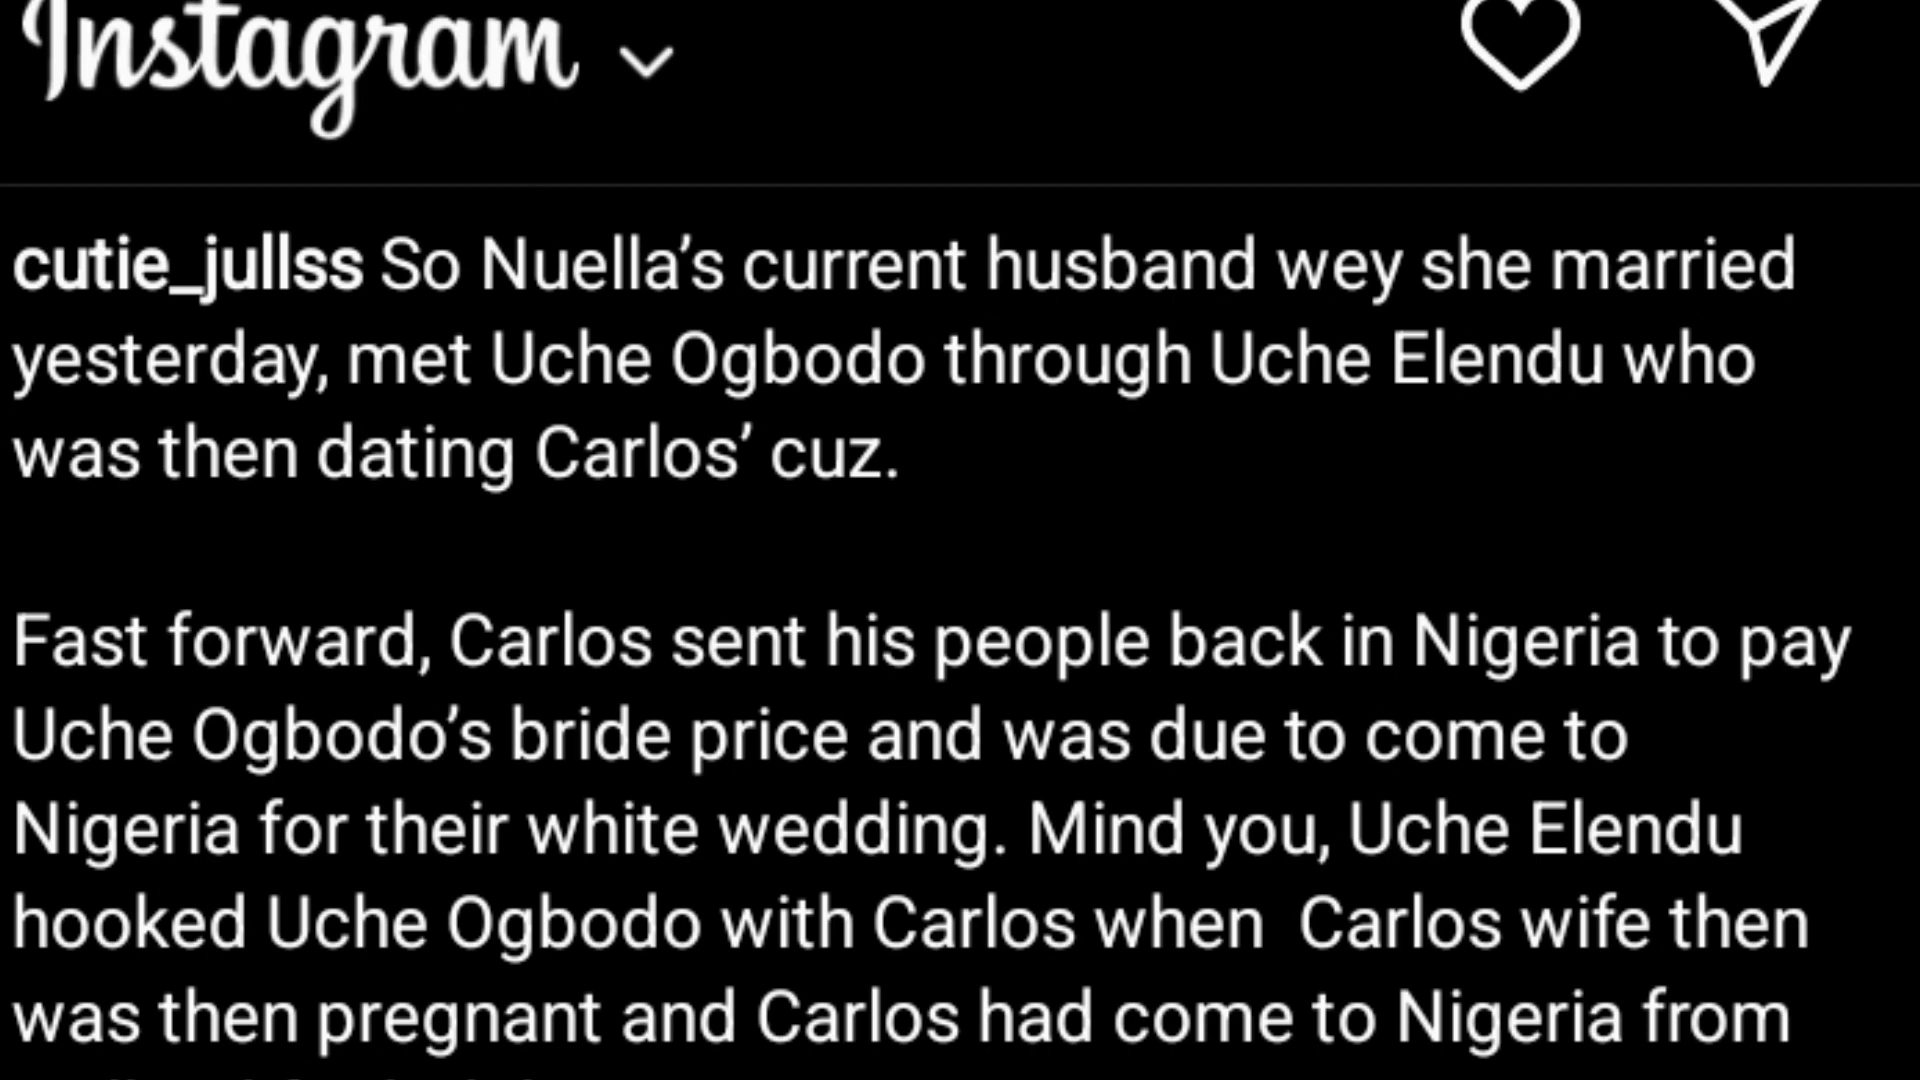 Instagram
cutie_jullss So Nuella’s current husband wey she married
yesterday, met Uche Ogbodo through Uche Elendu who
was then dating Carlos’ cuz.
Fast forward, Carlos sent his people back in Nigeria to pay
Uche Ogbodo’s bride price and was due to come to
Nigeria for their white wedding. Mind you, Uche Elendu
hooked Uche Ogbodo with Carlos when  Carlos wife then
was then pregnant and Carlos had come to Nigeria from